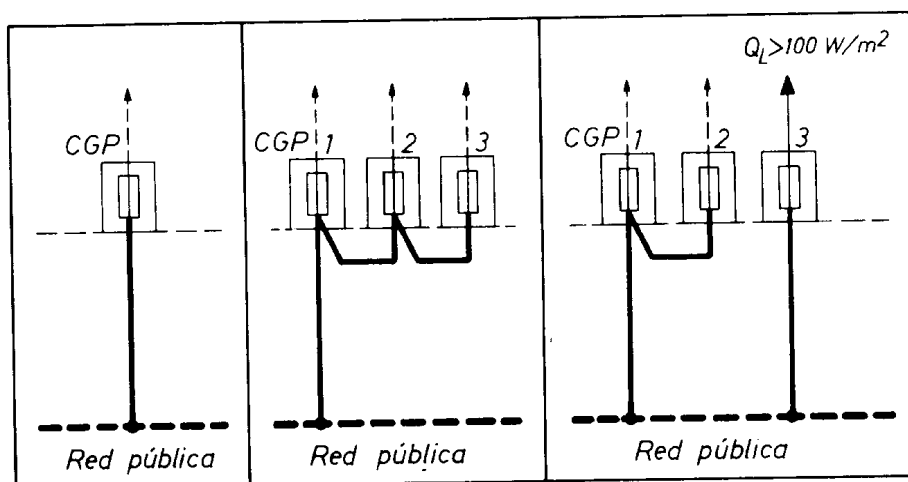 CGP
Red pública
CGP 1 2 3
Red pública
Q_L>100 W/m²
CGP 1 2 3
Red pública